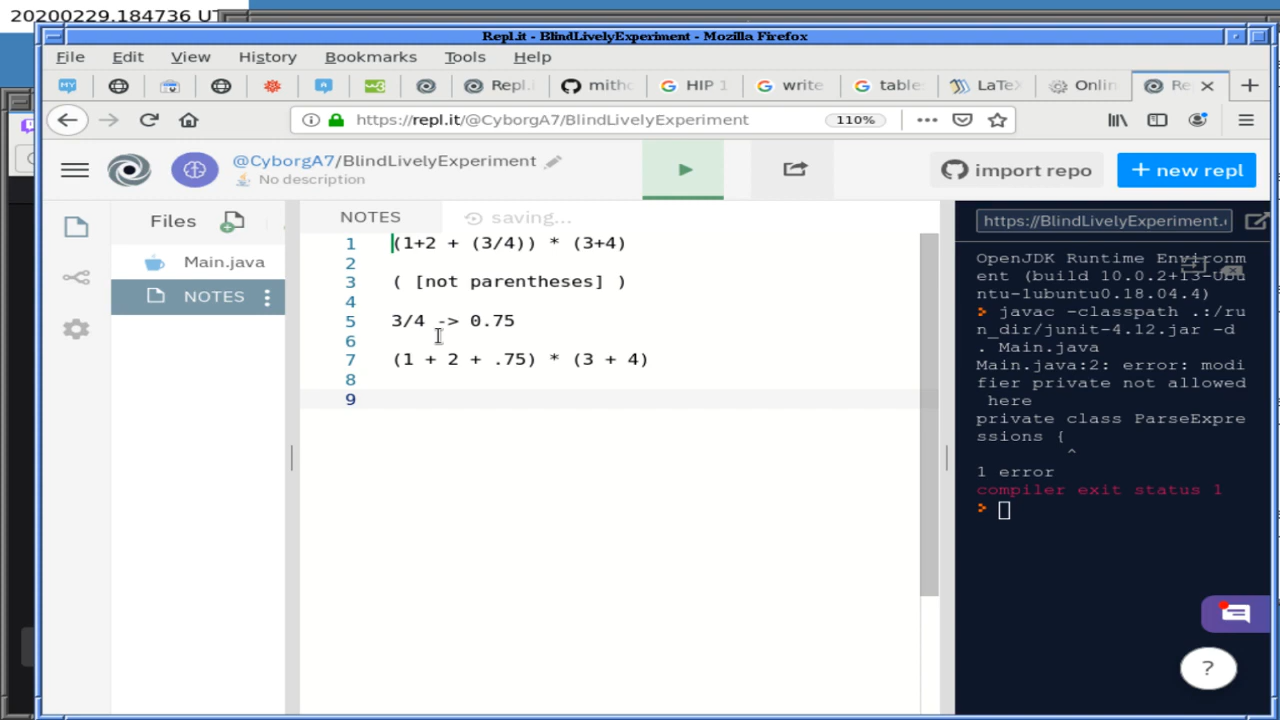 20200229.184736 UT
Repl.it - BlindLivelyExperiment - Mozilla Firefox
File Edit View History Bookmarks Tools Help
MY Repl. mitho HIP 1 write table LaTeX Onlin Re
https://repl.it/@CyborgA7/BlindLivelyExperiment 110%
@CyborgA7/BlindLivelyExperiment
No description
import repo
+ new repl
Files
Main.java
NOTES
NOTES
saving...
1 (1+2 + (3/4)) * (3+4)
2
3 ( [not parentheses] )
4
5 3/4 -> 0.75
6
7 (1 + 2 + .75) * (3 + 4)
8
9
https://BlindLivelyExperiment.
OpenJDK Runtime Environm
ent (build 10.0.2+13-Ubu
ntu-1ubuntu0.18.04.4)
> javac -classpath .:/ru
n_dir/junit-4.12.jar -d
. Main.java
Main.java:2: error: modi
fier private not allowed
here
private class ParseExpre
ssions {
^
1 error
compiler exit status 1
>
?